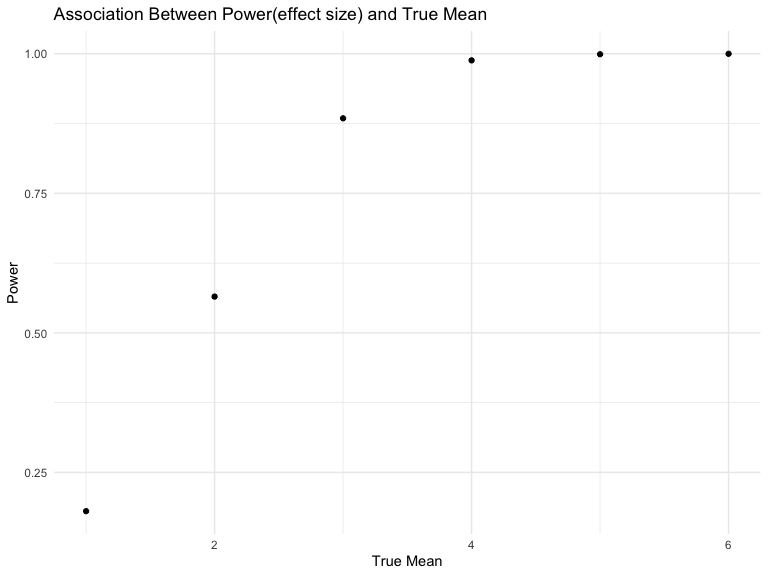 Association Between Power(effect size) and True Mean
1.00
0.75
0.50
0.25
Power
2
4
6
True Mean